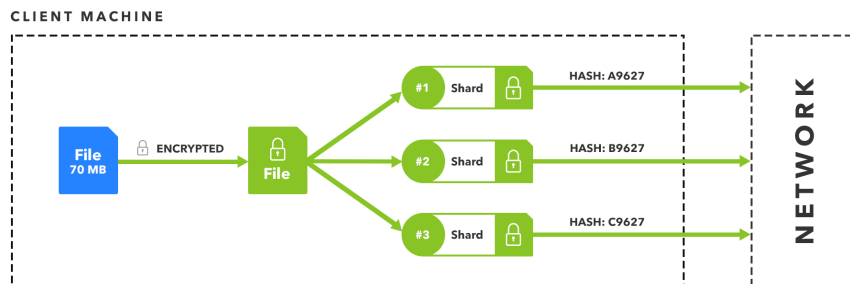 CLIENT MACHINE
File
70 MB
ENCRYPTED
File
#1 Shard
HASH: A9627
#2 Shard
HASH: B9627
#3 Shard
HASH: C9627
NETWORK